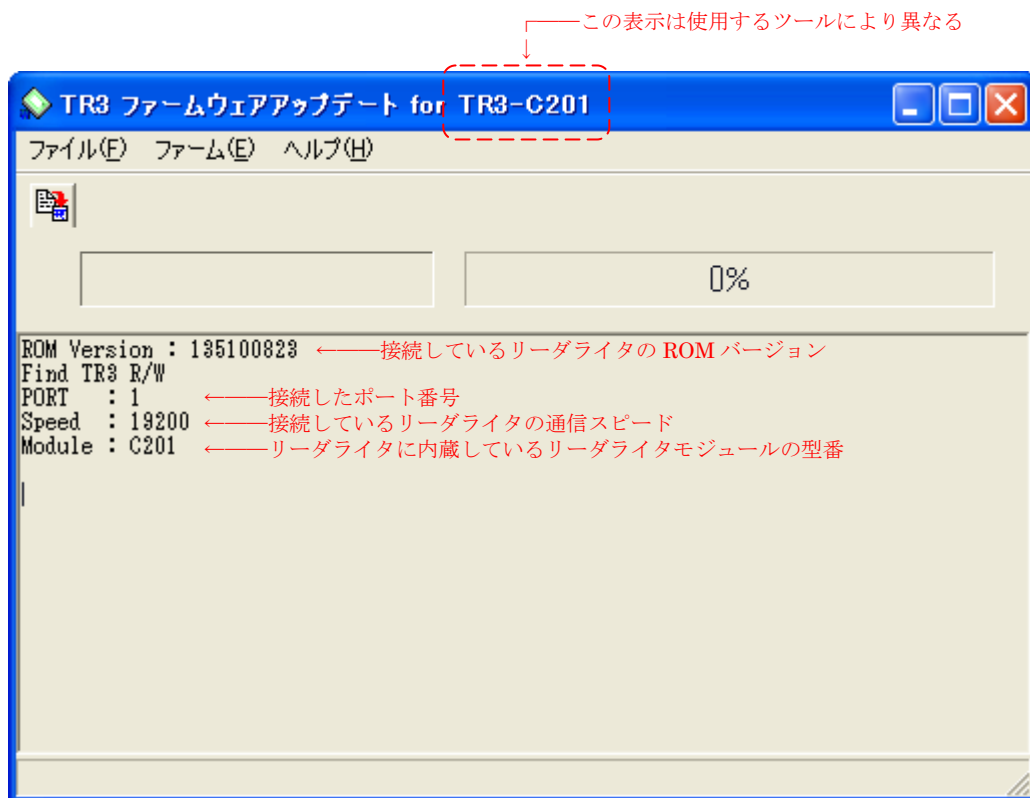 この表示は使用するツールにより異なる
TR3 ファームウェアアップデート for TR3-C201
ファイル(F) ファーム(E) ヘルプ(H)
0%
ROM Version : 135100823 ←――接続しているリーダライタの ROM バージョン
Find TR3 R/W
PORT : 1 ←――接続したポート番号
Speed : 19200 ←――接続しているリーダライタの通信スピード
Module : C201 ←――リーダライタに内蔵しているリーダライタモジュールの型番